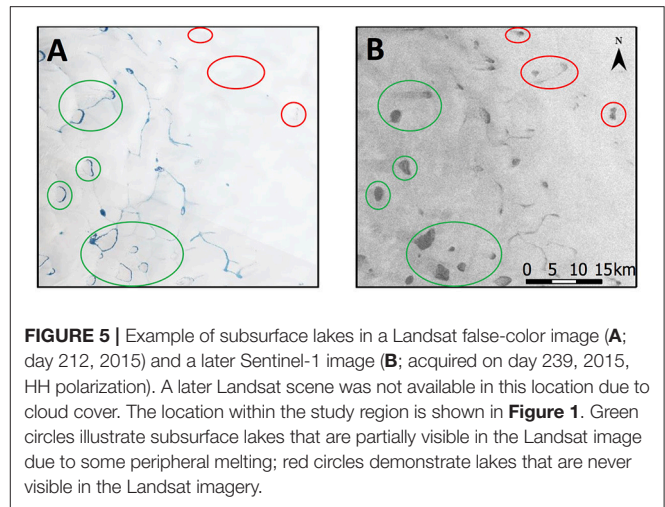 A
B
N
0 5 10 15km
FIGURE 5 | Example of subsurface lakes in a Landsat false-color image (A;
day 212, 2015) and a later Sentinel-1 image (B; acquired on day 239, 2015,
HH polarization). A later Landsat scene was not available in this location due to
cloud cover. The location within the study region is shown in Figure 1. Green
circles illustrate subsurface lakes that are partially visible in the Landsat image
due to some peripheral melting; red circles demonstrate lakes that are never
visible in the Landsat imagery.